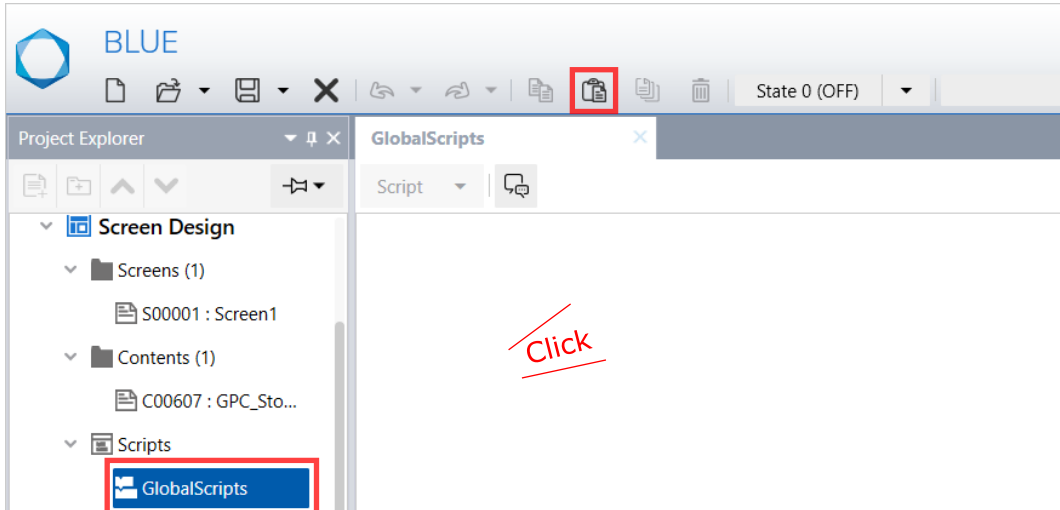 BLUE
State 0 (OFF)
Project Explorer
GlobalScripts
Script
Screen Design
Screens (1)
S00001 : Screen1
Click
Contents (1)
C00607 : GPC_Sto...
Scripts
GlobalScripts